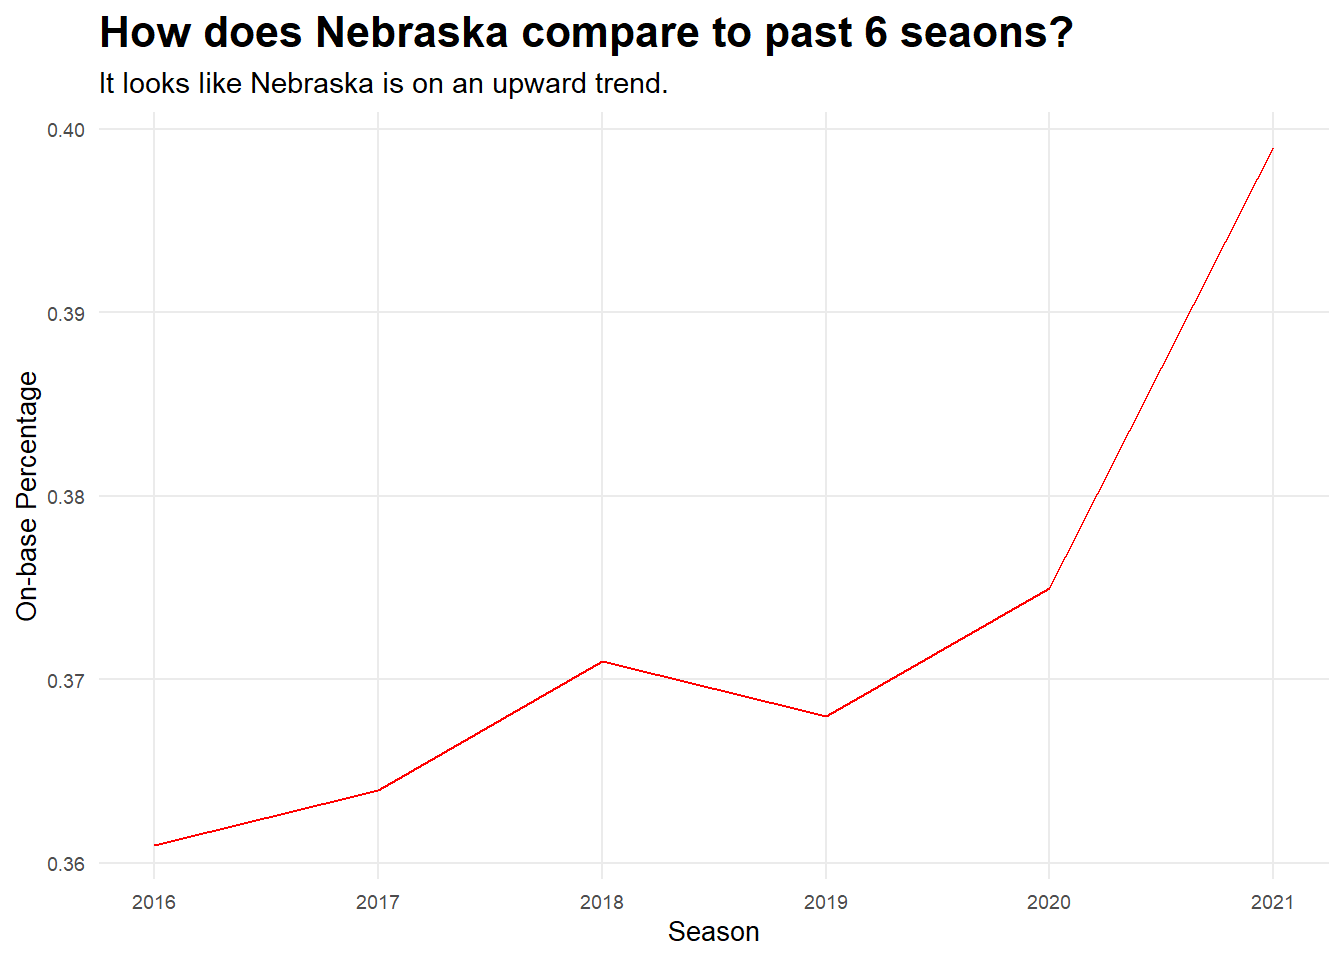 How does Nebraska compare to past 6 seaons?
It looks like Nebraska is on an upward trend.
0.40
0.39
0.38
0.37
0.36
On-base Percentage
2016 2017 2018 2019 2020 2021
Season